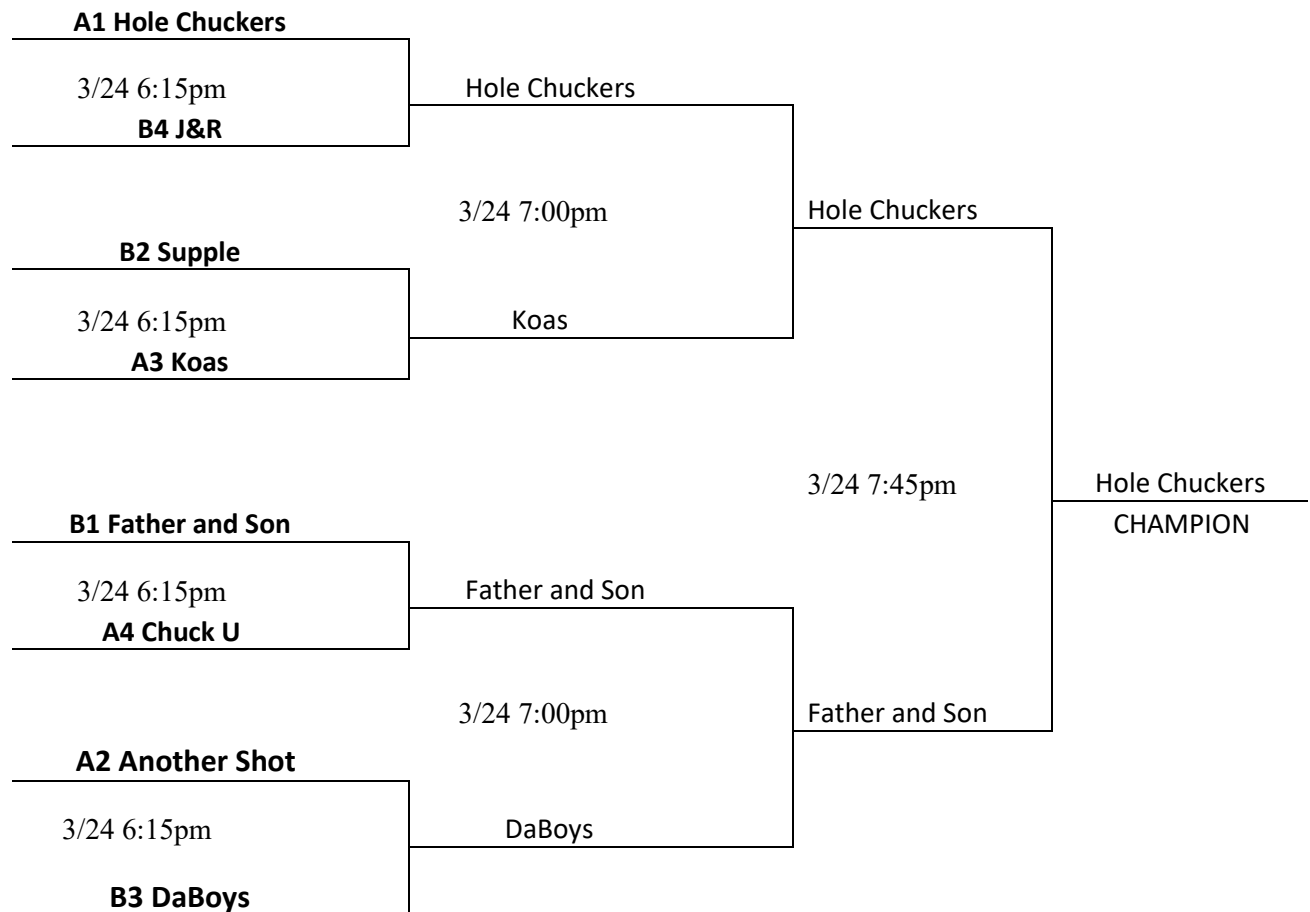 A1 Hole Chuckers
3/24 6:15pm
Hole Chuckers
B4 J&R
3/24 7:00pm
Hole Chuckers
B2 Supple
3/24 6:15pm
Koas
A3 Koas
3/24 7:45pm
Hole Chuckers
B1 Father and Son
CHAMPION
3/24 6:15pm
Father and Son
A4 Chuck U
3/24 7:00pm
Father and Son
A2 Another Shot
3/24 6:15pm
DaBoys
B3 DaBoys